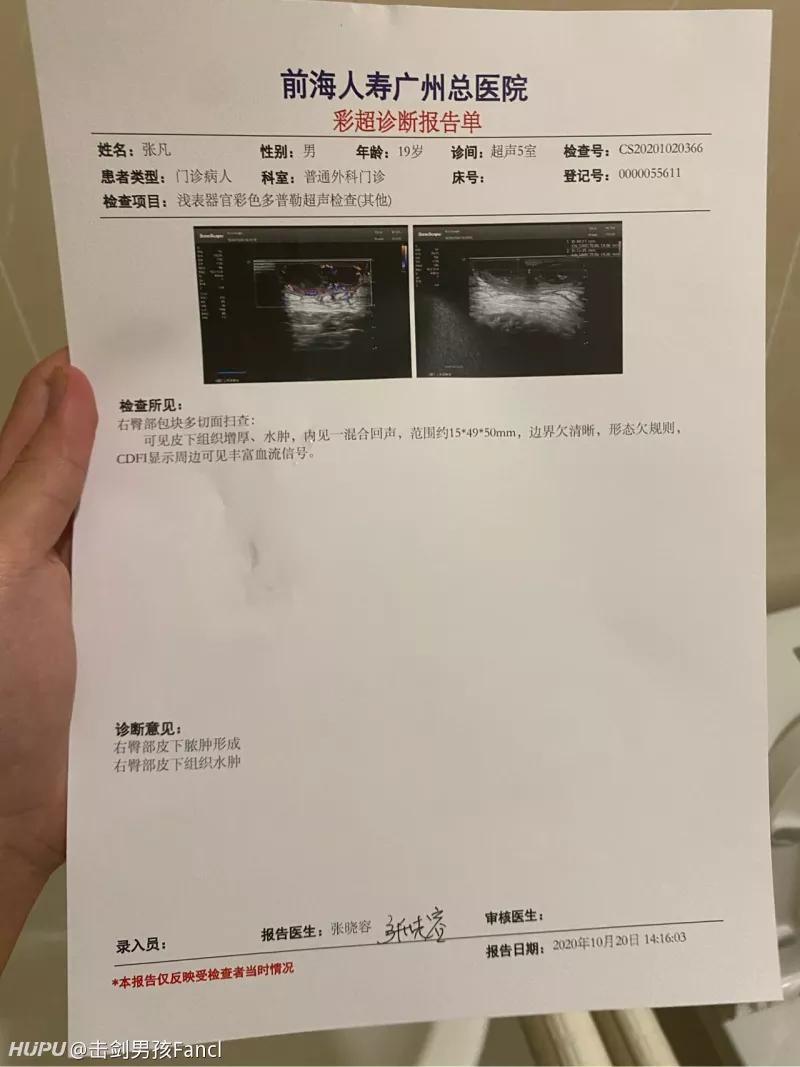 前海人寿广州总医院
彩超诊断报告单
姓名：张凡 性别：男 年龄：19岁 诊间：超声5室 检查号：CS20201020366
患者类型：门诊病人 科室：普通外科门诊 床号： 登记号：0000055611
检查项目：浅表器官彩色多普勒超声检查(其他)
检查所见：
右臀部包块多切面扫查：
可见皮下组织增厚、水肿，内见一混合回声，范围约15*49*50mm，边界欠清晰，形态欠规则，
CDFI显示周边可见丰富血流信号。
诊断意见：
右臀部皮下脓肿形成
右臀部皮下组织水肿
录入员： 报告医生：张晓容 张晓容 审核医生：
报告日期：2020年10月20日 14:16:03
*本报告仅反映受检查者当时情况
HUPU @击剑男孩Fancl